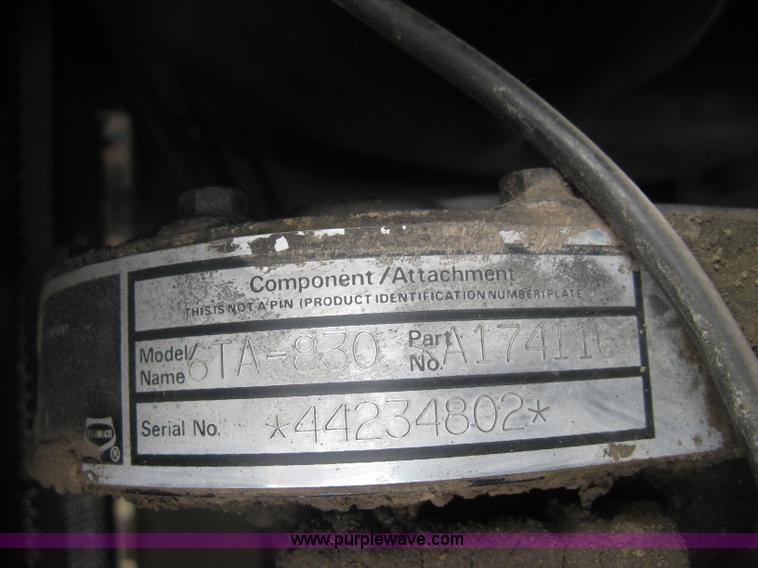 Component/Attachment
THIS IS NOT A PIN (PRODUCT IDENTIFICATION NUMBER) PLATE
Model/ Name 6TA-830 Part No. *A174110
Serial No. *44234802*
®
www.purplewave.com